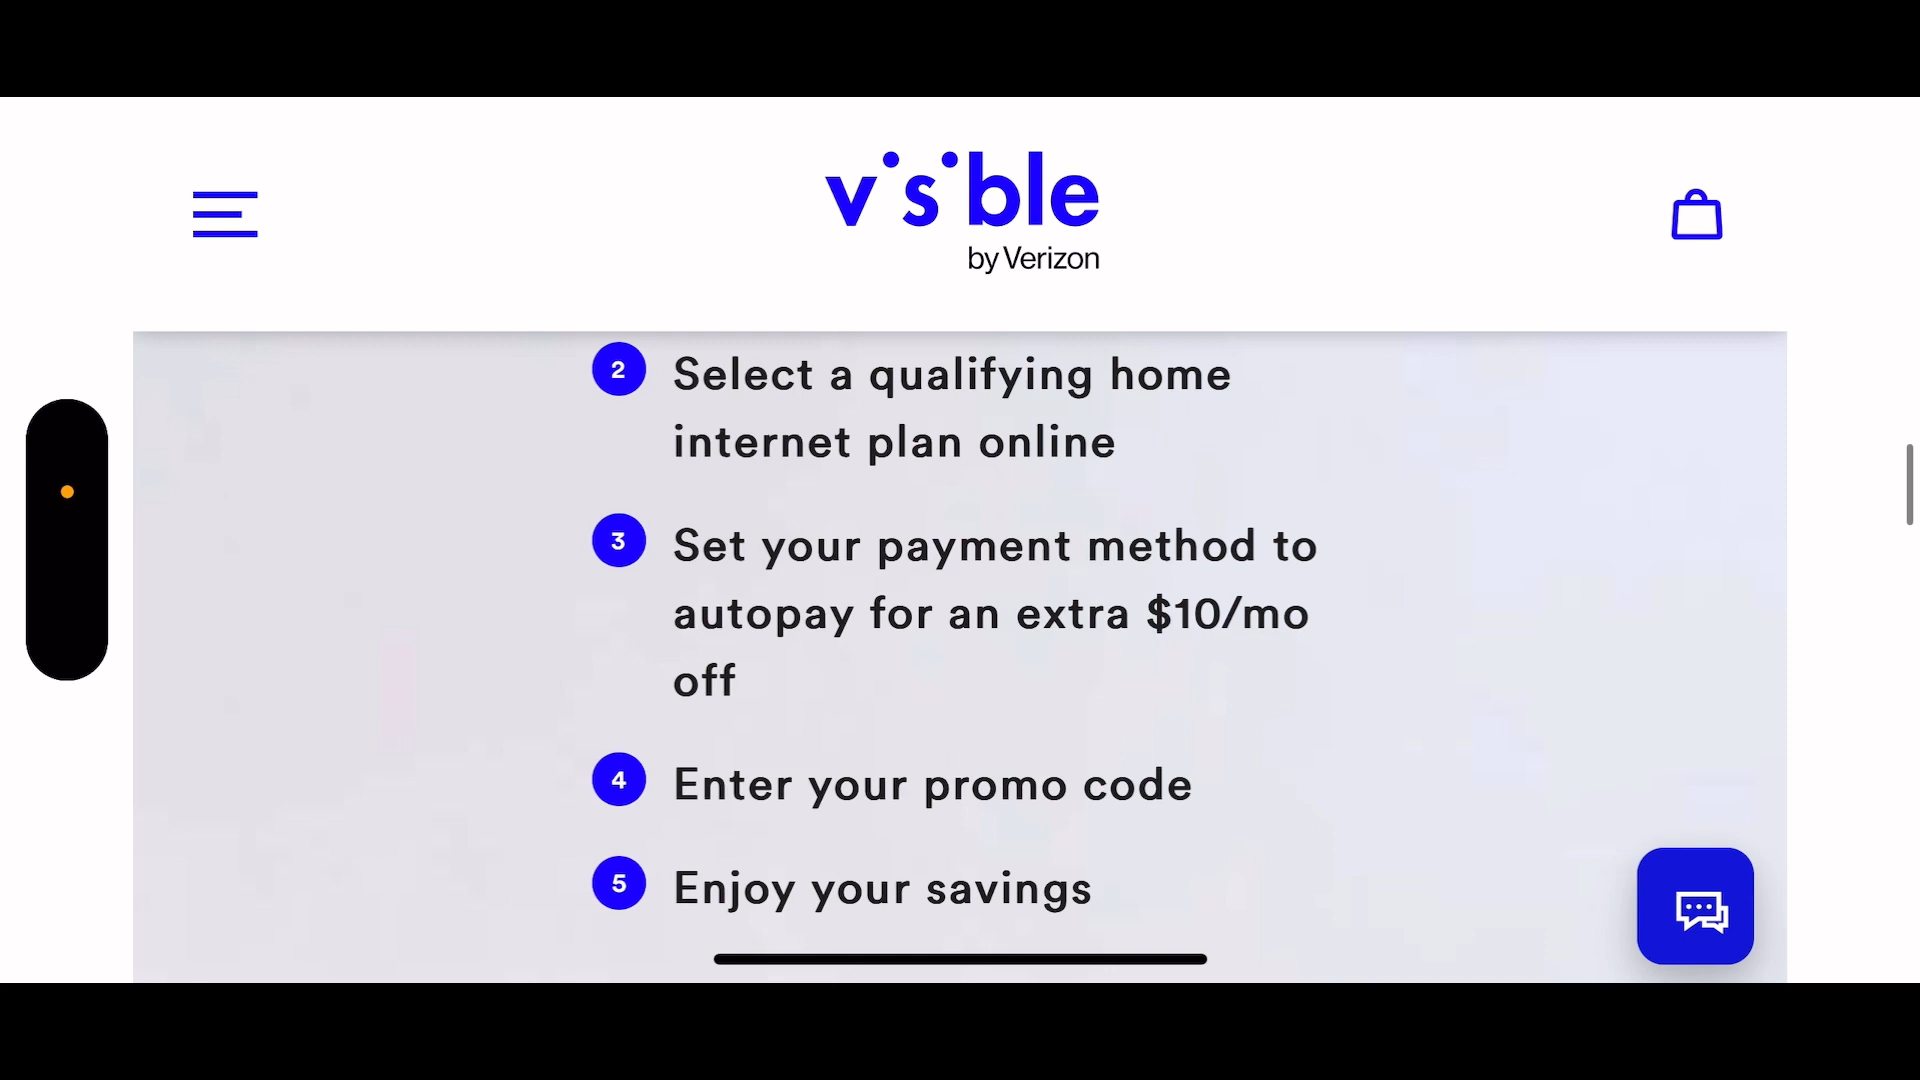 visible
by Verizon
2 Select a qualifying home
internet plan online
3 Set your payment method to
autopay for an extra $10/mo
off
4 Enter your promo code
5 Enjoy your savings